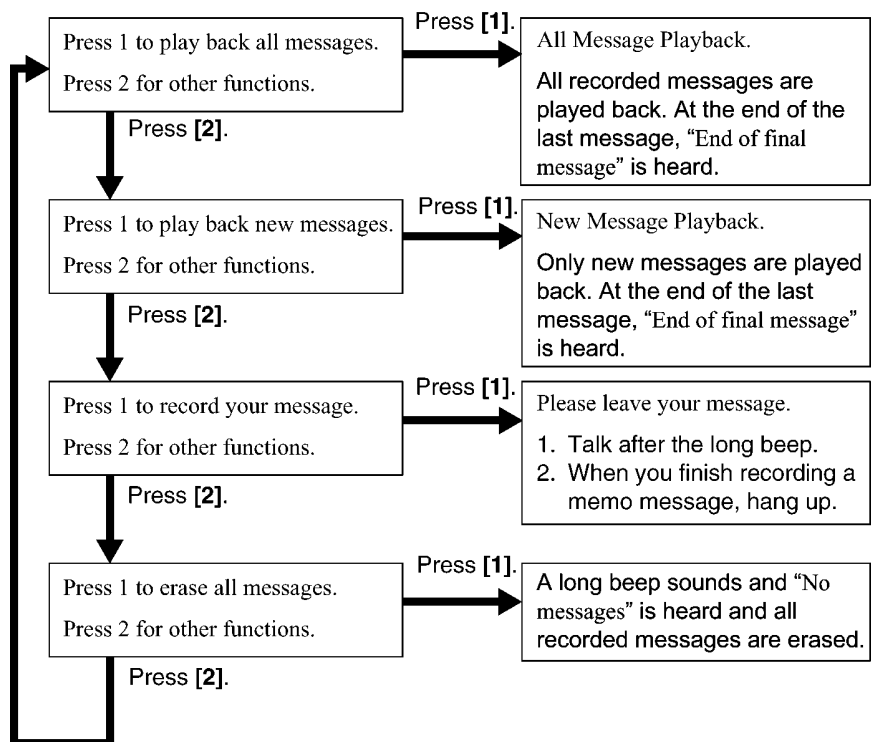 Press 1 to play back all messages.
Press 2 for other functions.
Press [1].
All Message Playback.
All recorded messages are
played back. At the end of the
last message, “End of final
message” is heard.
Press [2].
Press 1 to play back new messages.
Press 2 for other functions.
Press [1].
New Message Playback.
Only new messages are played
back. At the end of the last
message, “End of final message”
is heard.
Press [2].
Press 1 to record your message.
Press 2 for other functions.
Press [1].
Please leave your message.
1. Talk after the long beep.
2. When you finish recording a
memo message, hang up.
Press [2].
Press 1 to erase all messages.
Press 2 for other functions.
Press [1].
A long beep sounds and “No
messages” is heard and all
recorded messages are erased.
Press [2].